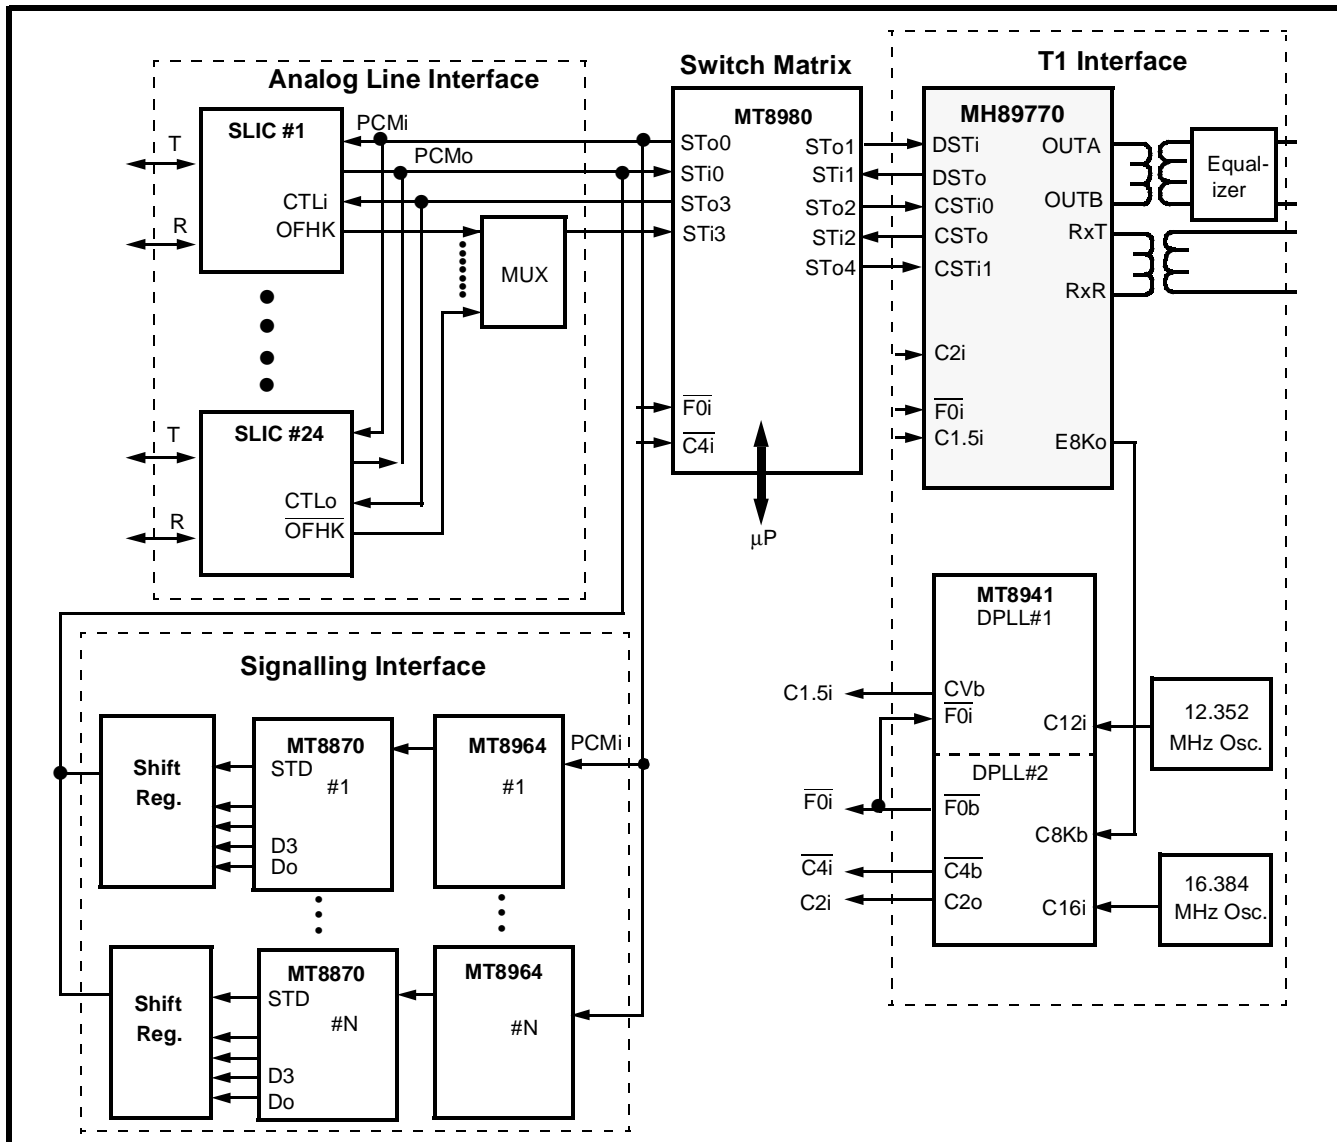 Analog Line Interface
SLIC #1
T
R
PCMi
PCMo
CTLi
OFHK
MUX
SLIC #24
T
R
CTLo
OFHK
Switch Matrix
MT8980
STo0
STi0
STo3
STi3
STo1
STi1
STo2
STi2
STo4
F0i
C4i
µP
T1 Interface
MH89770
DSTi
DSTo
CSTi0
CSTo
CSTi1
C2i
F0i
C1.5i
OUTA
OUTB
RxT
RxR
E8Ko
Equal-
izer
MT8941
DPLL#1
CVb
F0i
C12i
DPLL#2
F0b
C8Kb
C4b
C2o
C16i
C1.5i
F0i
C4i
C2i
12.352
MHz Osc.
16.384
MHz Osc.
Signalling Interface
Shift
Reg.
MT8870
STD
#1
D3
Do
MT8964
#1
PCMi
Shift
Reg.
MT8870
STD
#N
D3
Do
MT8964
#N